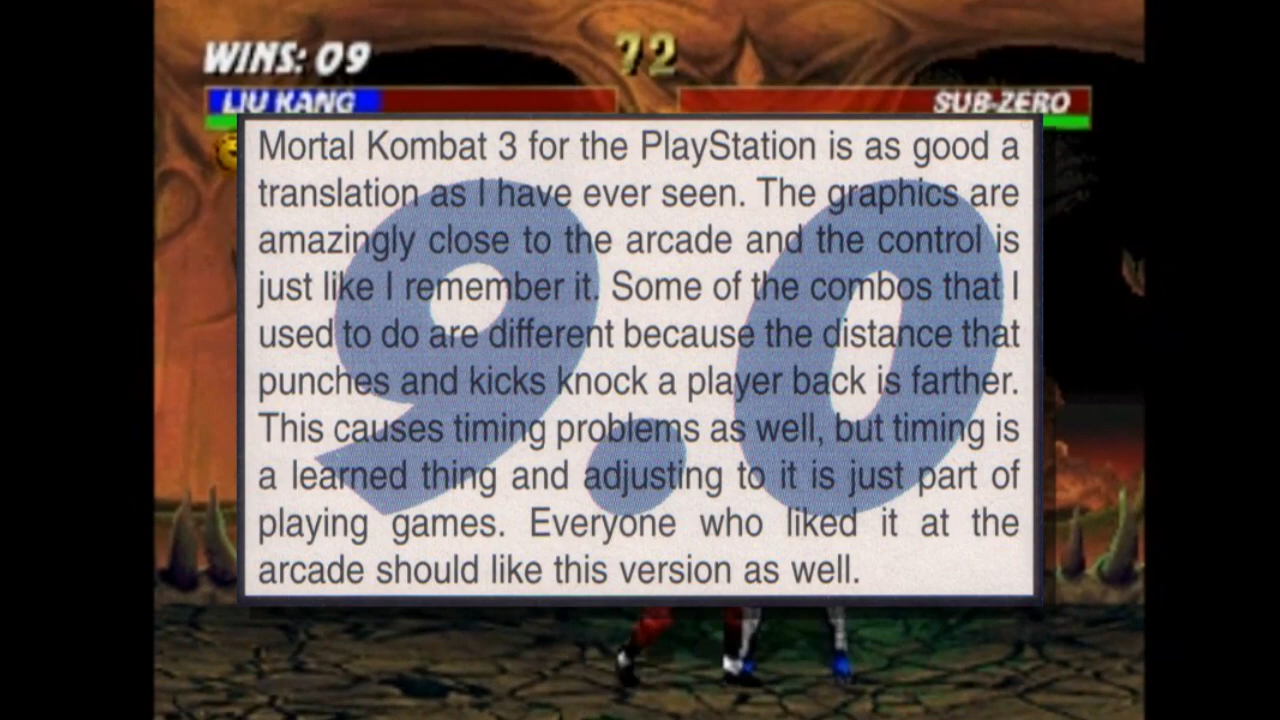 WINS: 09
72
LIU KANG
SUB-ZERO
Mortal Kombat 3 for the PlayStation is as good a
translation as I have ever seen. The graphics are
amazingly close to the arcade and the control is
just like I remember it. Some of the combos that I
used to do are different because the distance that
punches and kicks knock a player back is farther.
This causes timing problems as well, but timing is
a learned thing and adjusting to it is just part of
playing games. Everyone who liked it at the
arcade should like this version as well.
9.0